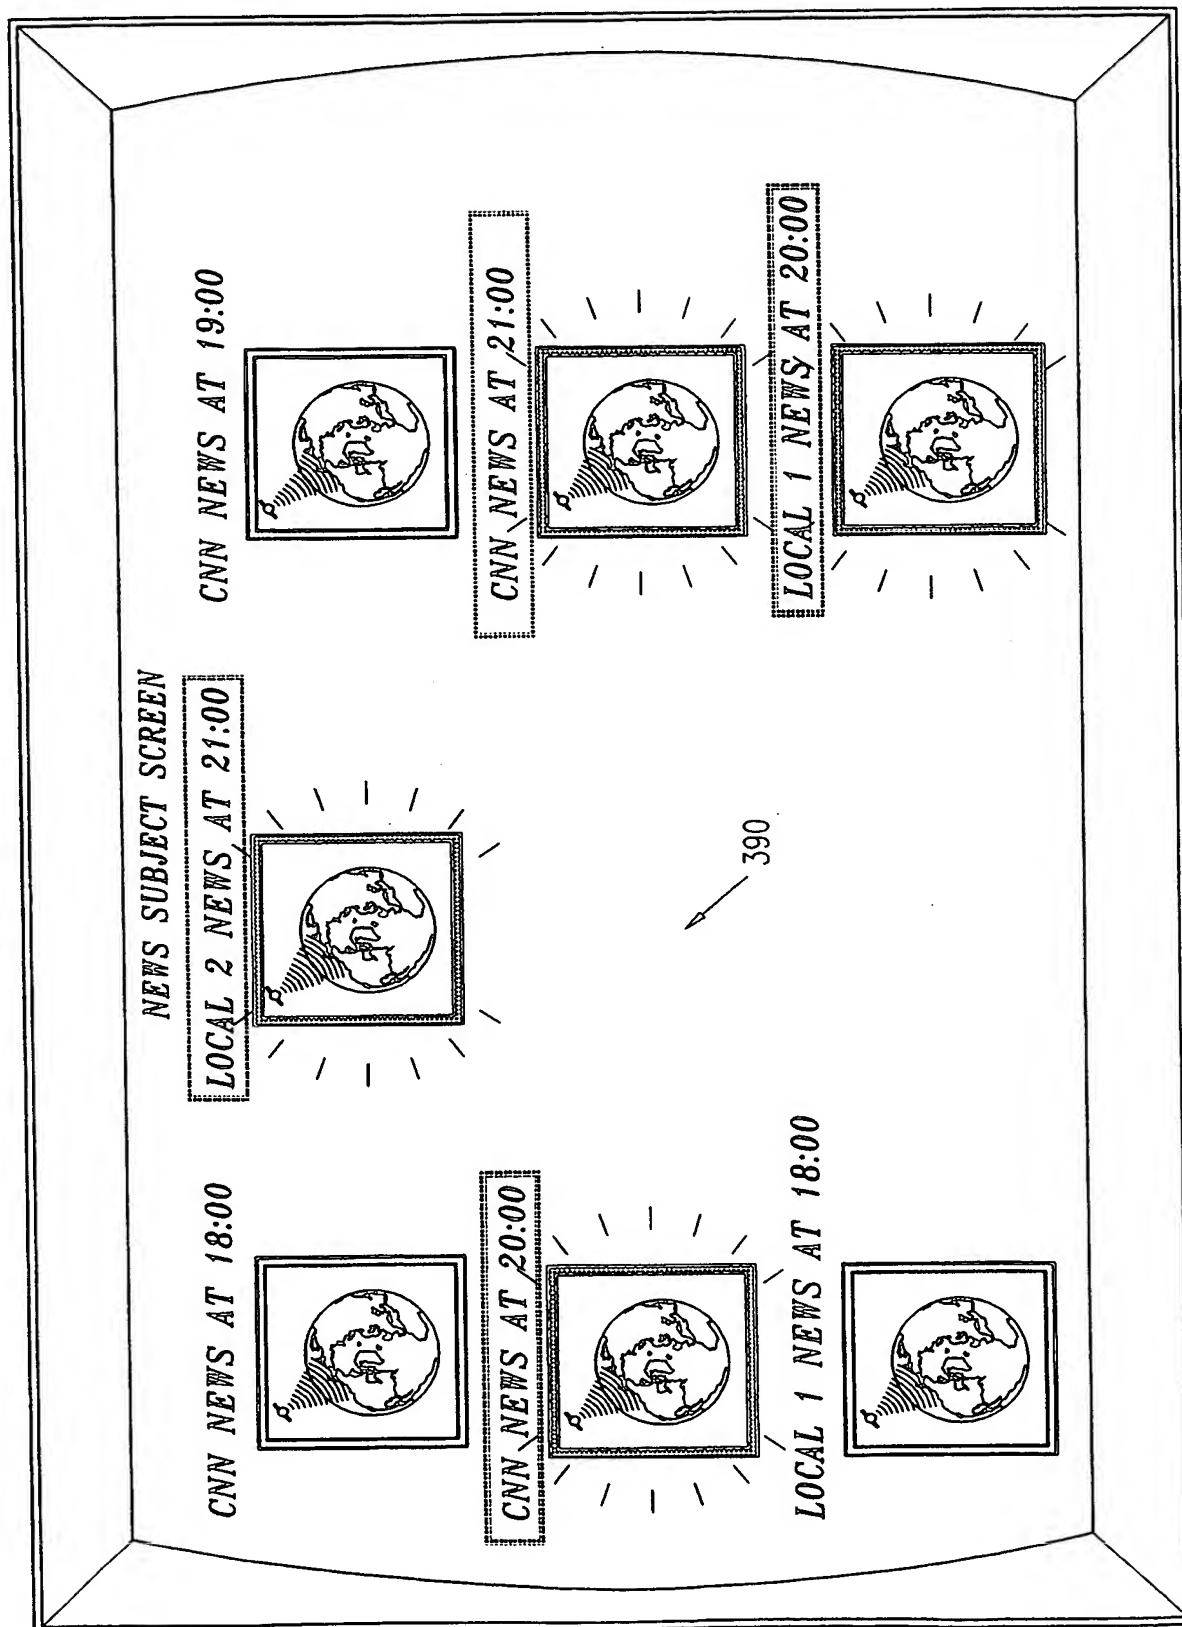 NEWS SUBJECT SCREEN
CNN NEWS AT 18:00
LOCAL 2 NEWS AT 21:00
CNN NEWS AT 19:00
CNN NEWS AT 20:00
CNN NEWS AT 21:00
LOCAL 1 NEWS AT 18:00
LOCAL 1 NEWS AT 20:00
390